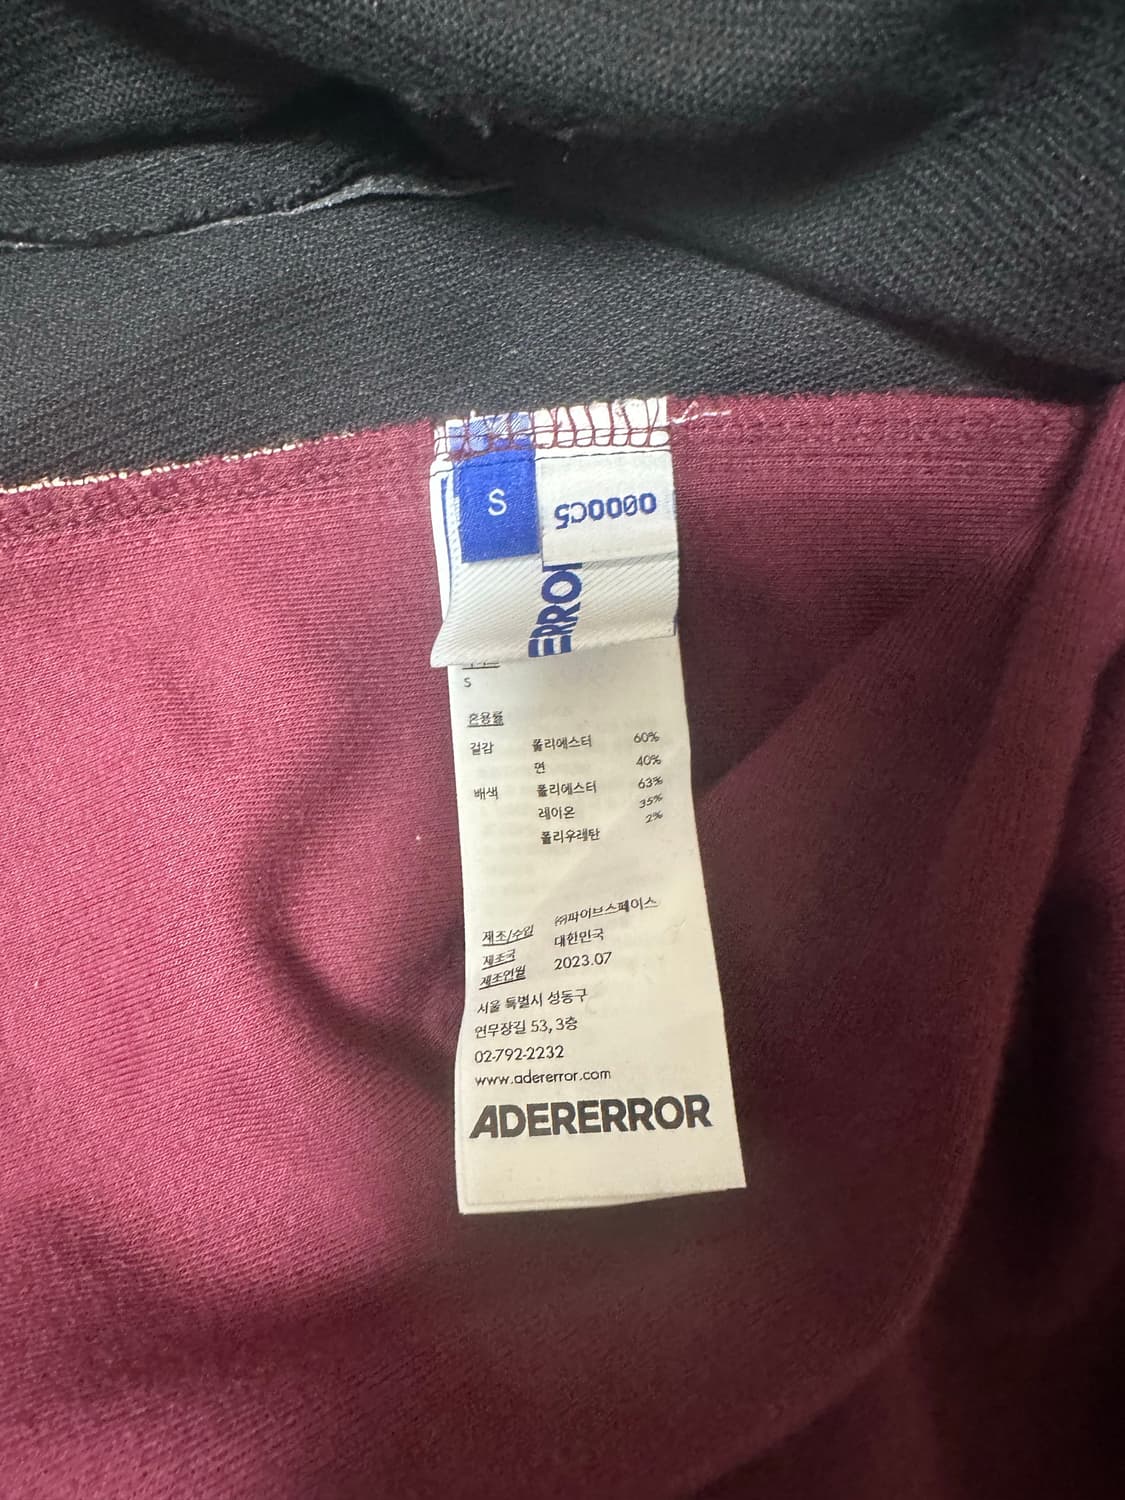 S
0000C5
ERRO
S
혼용률
겉감 폴리에스터 60%
면 40%
배색 폴리에스터 63%
레이온 35%
폴리우레탄 2%
제조/수입 ㈜파이브스페이스
제조국 대한민국
제조연월 2023.07
서울 특별시 성동구
연무장길 53, 3층
02-792-2232
www.adererror.com
ADERERROR